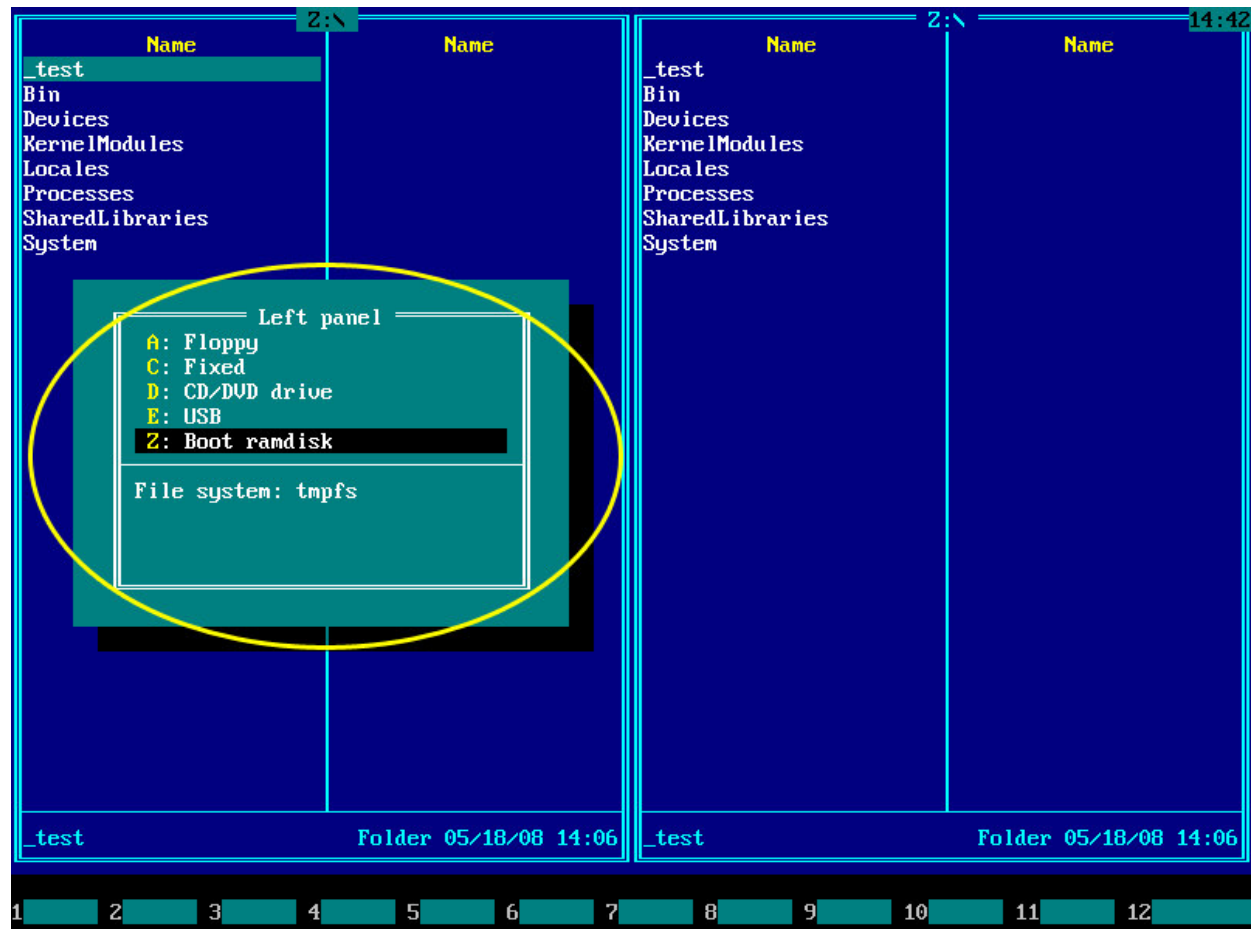 Z:\ Z:\ 14:42
Name Name Name Name
_test _test
Bin Bin
Devices Devices
KernelModules KernelModules
Locales Locales
Processes Processes
SharedLibraries SharedLibraries
System System
Left panel
A: Floppy
C: Fixed
D: CD/DVD drive
E: USB
Z: Boot ramdisk
File system: tmpfs
_test Folder 05/18/08 14:06 _test Folder 05/18/08 14:06
1 2 3 4 5 6 7 8 9 10 11 12